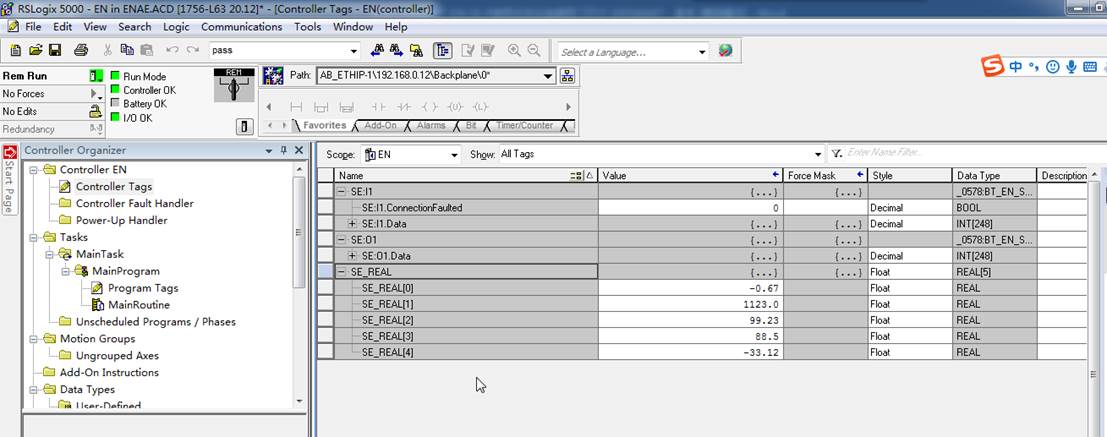 RSLogix 5000 - EN in ENAE.ACD [1756-L63 20.12]* - [Controller Tags - EN(controller)]
File Edit View Search Logic Communications Tools Window Help
pass Select a Language...
Rem Run Run Mode
No Forces Controller OK
No Edits Battery OK
Redundancy I/O OK
REM
Path: AB_ETHIP-1\192.168.0.12\Backplane\0*
Favorites Add-On Alarms Bit Timer/Counter
中
Start Page
Controller Organizer
Controller EN
Controller Tags
Controller Fault Handler
Power-Up Handler
Tasks
MainTask
MainProgram
Program Tags
MainRoutine
Unscheduled Programs / Phases
Motion Groups
Ungrouped Axes
Add-On Instructions
Data Types
User-Defined
Scope: EN Show: All Tags Enter Name Filter...
Name Value Force Mask Style Data Type Description
SE:I1 {...} {...} _0578:BT_EN_S...
SE:I1.ConnectionFaulted 0 Decimal BOOL
SE:I1.Data {...} {...} Decimal INT[248]
SE:O1 {...} {...} _0578:BT_EN_S...
SE:O1.Data {...} {...} Decimal INT[248]
SE_REAL {...} {...} Float REAL[5]
SE_REAL[0] -0.67 Float REAL
SE_REAL[1] 1123.0 Float REAL
SE_REAL[2] 99.23 Float REAL
SE_REAL[3] 88.5 Float REAL
SE_REAL[4] -33.12 Float REAL